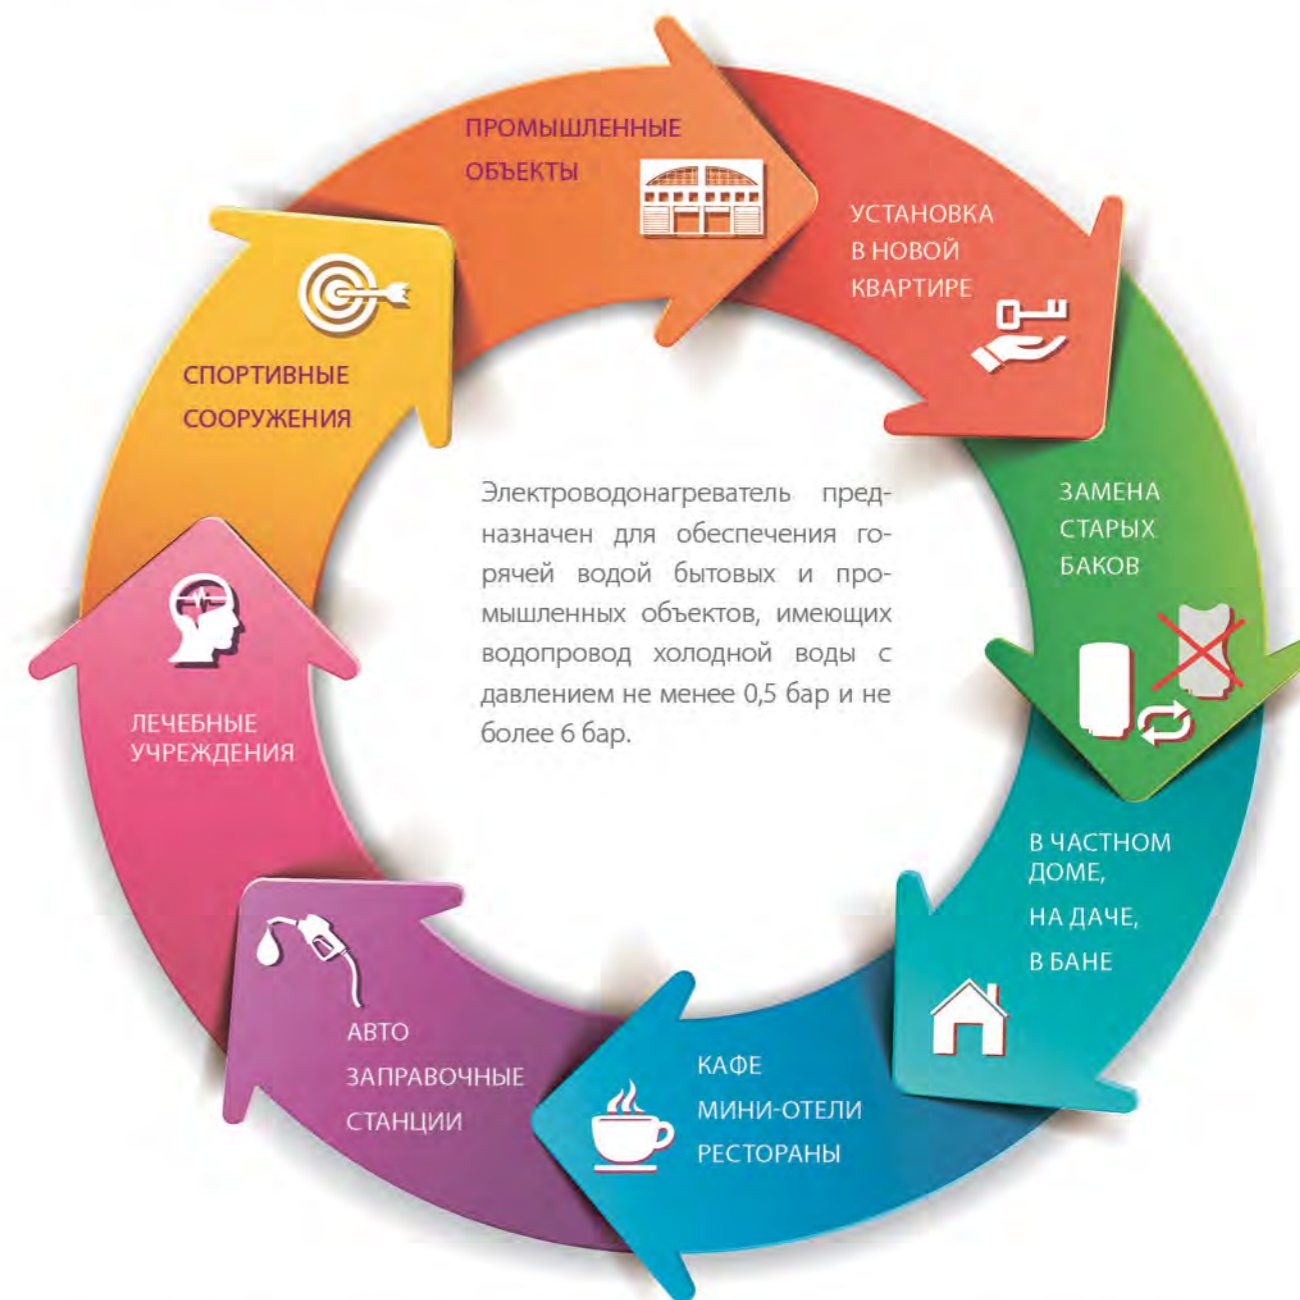 ПРОМЫШЛЕННЫЕ
ОБЪЕКТЫ
УСТАНОВКА
В НОВОЙ
КВАРТИРЕ
ЗАМЕНА
СТАРЫХ
БАКОВ
В ЧАСТНОМ
ДОМЕ,
НА ДАЧЕ,
В БАНЕ
КАФЕ
МИНИ-ОТЕЛИ
РЕСТОРАНЫ
АВТО
ЗАПРАВОЧНЫЕ
СТАНЦИИ
ЛЕЧЕБНЫЕ
УЧРЕЖДЕНИЯ
СПОРТИВНЫЕ
СООРУЖЕНИЯ
Электроводонагреватель пред-
назначен для обеспечения го-
рячей водой бытовых и про-
мышленных объектов, имеющих
водопровод холодной воды с
давлением не менее 0,5 бар и не
более 6 бар.